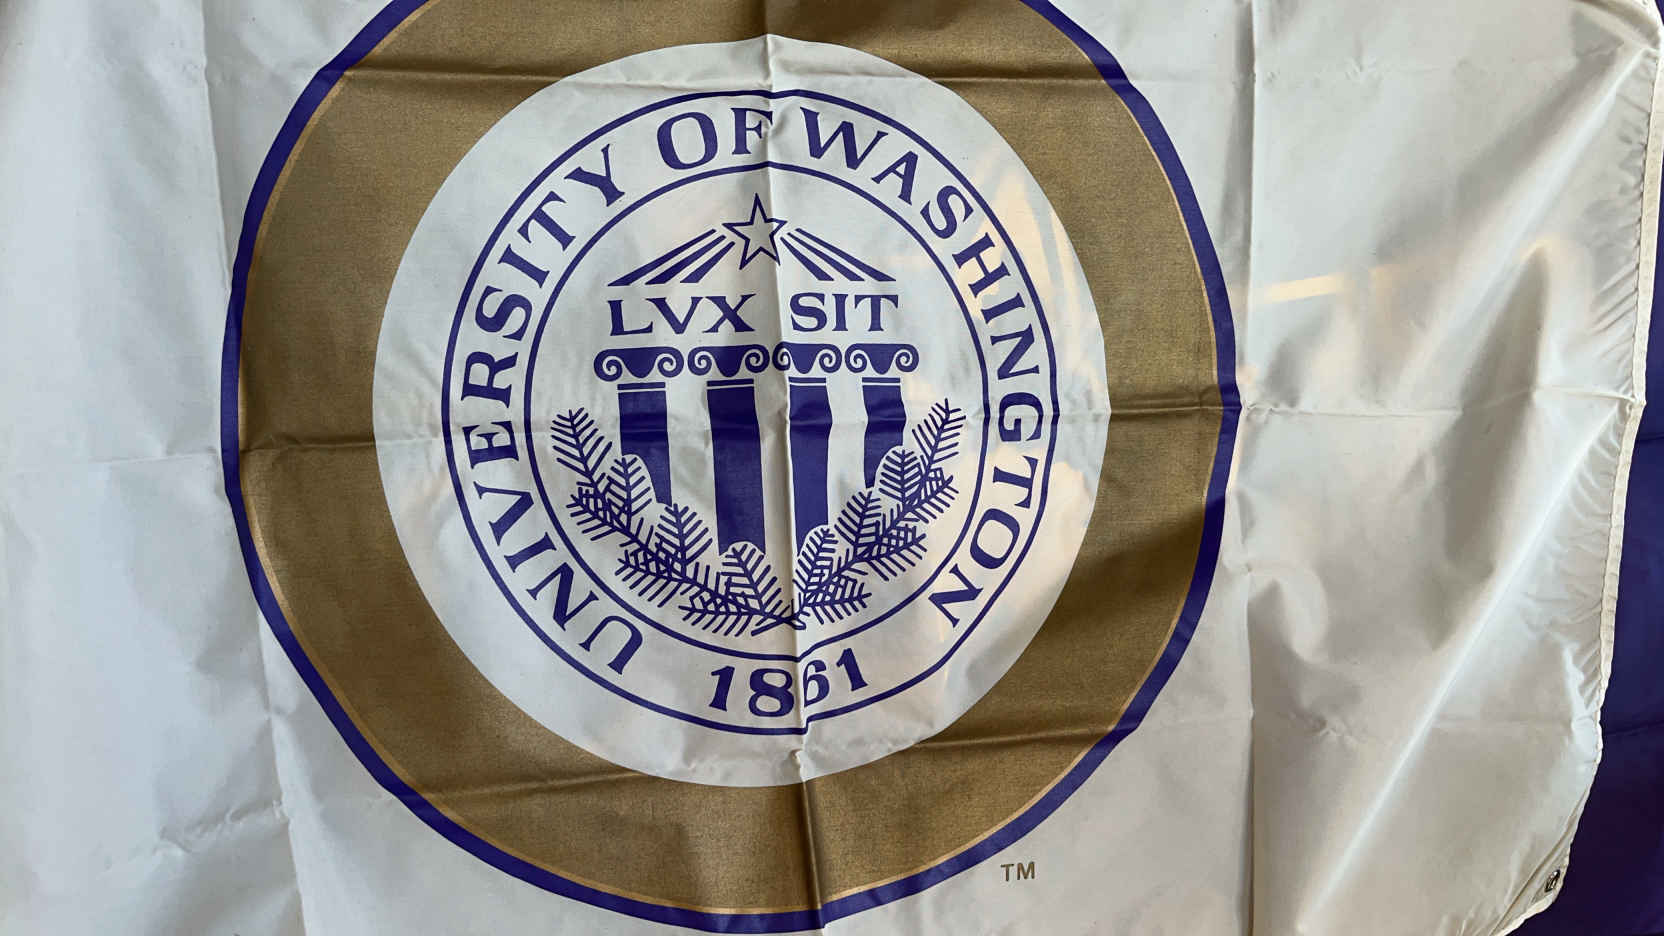 UNIVERSITY OF WASHINGTON
LVX SIT
1861
TM